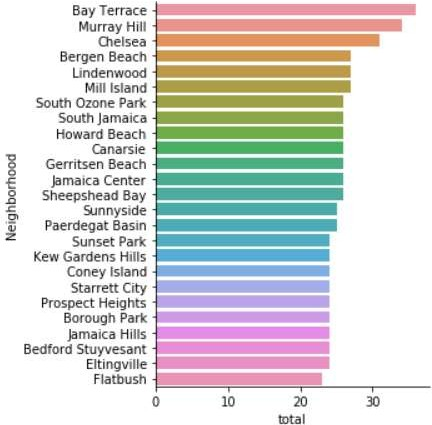 Bay Terrace
Murray Hill
Chelsea
Bergen Beach
Lindenwood
Mill Island
South Ozone Park
South Jamaica
Howard Beach
Canarsie
Gerritsen Beach
Jamaica Center
Sheepshead Bay
Sunnyside
Paerdegat Basin
Sunset Park
Kew Gardens Hills
Coney Island
Starrett City
Prospect Heights
Borough Park
Jamaica Hills
Bedford Stuyvesant
Eltingville
Flatbush
Neighborhood
0 10 20 30
total